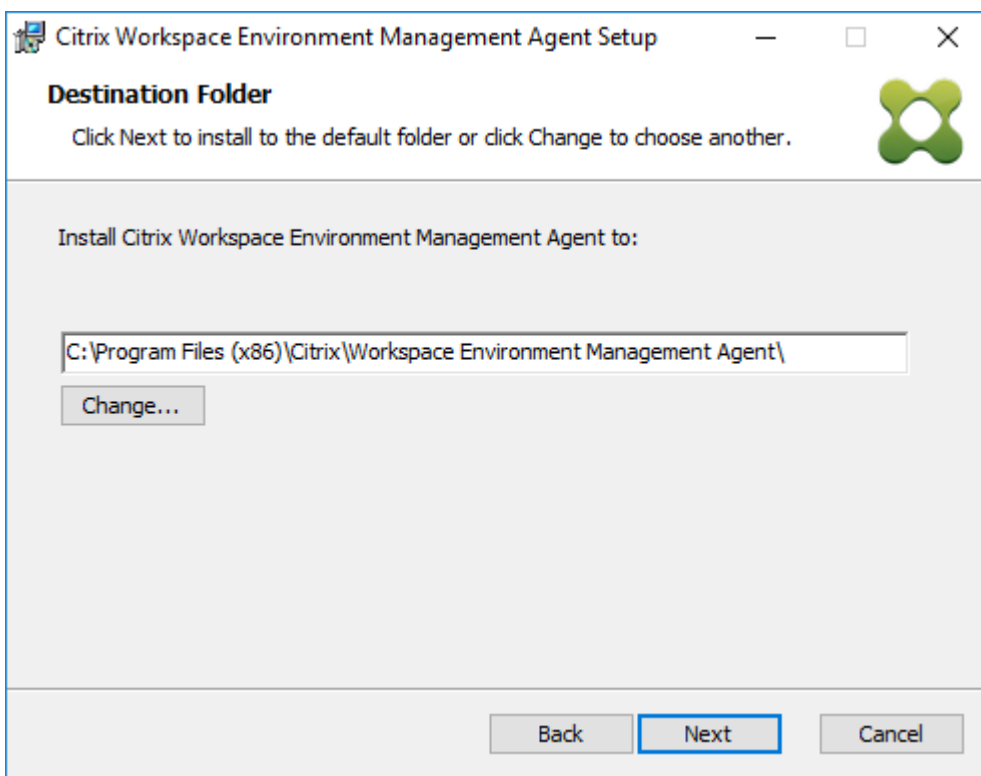 Citrix Workspace Environment Management Agent Setup
Destination Folder
Click Next to install to the default folder or click Change to choose another.
Install Citrix Workspace Environment Management Agent to:
C:\Program Files (x86)\Citrix\Workspace Environment Management Agent\
Change...
Back Next Cancel